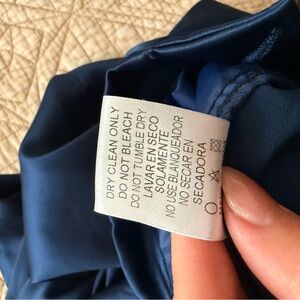 DRY CLEAN ONLY
DO NOT BLEACH
DO NOT TUMBLE DRY
LAVAR EN SECO
SOLAMENTE
NO USE BLANQUEADOR
NO SECAR EN
SECADORA